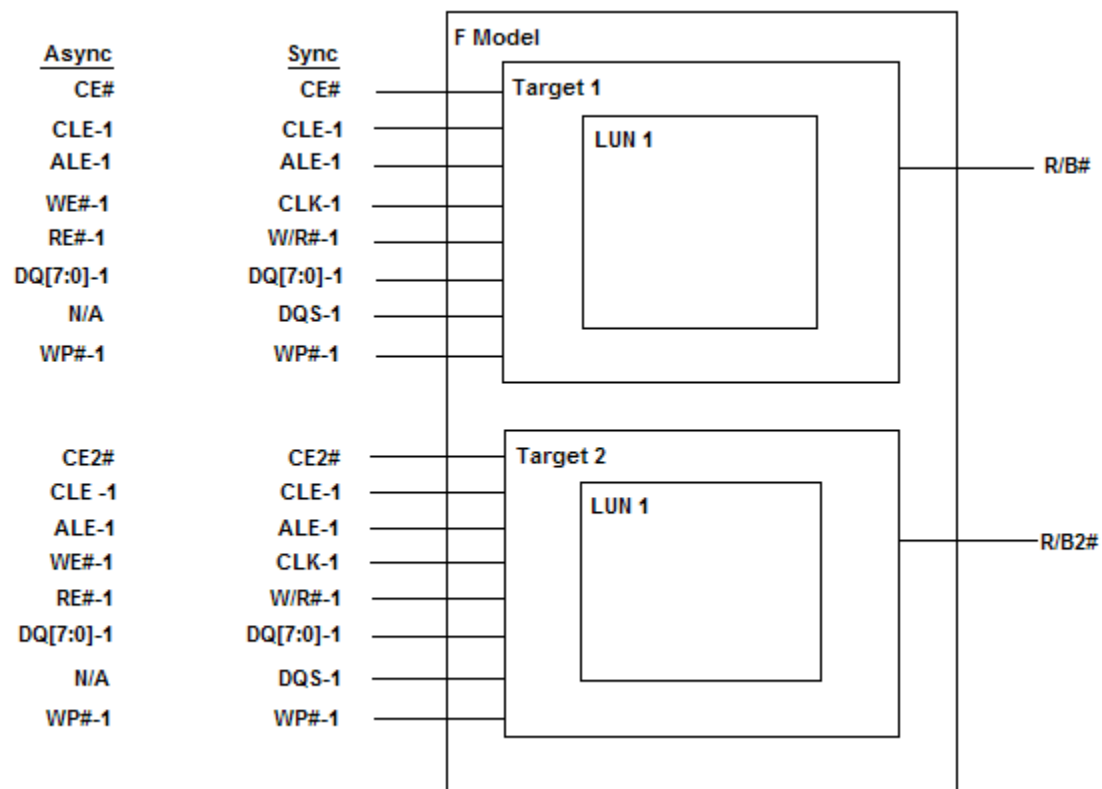 F Model
Async Sync
Target 1
CE# CE#
CLE-1 CLE-1
LUN 1
ALE-1 ALE-1
R/B#
WE#-1 CLK-1
RE#-1 W/R#-1
DQ[7:0]-1 DQ[7:0]-1
N/A DQS-1
WP#-1 WP#-1
CE2# CE2#
Target 2
CLE -1 CLE-1
LUN 1
ALE-1 ALE-1
R/B2#
WE#-1 CLK-1
RE#-1 W/R#-1
DQ[7:0]-1 DQ[7:0]-1
N/A DQS-1
WP#-1 WP#-1